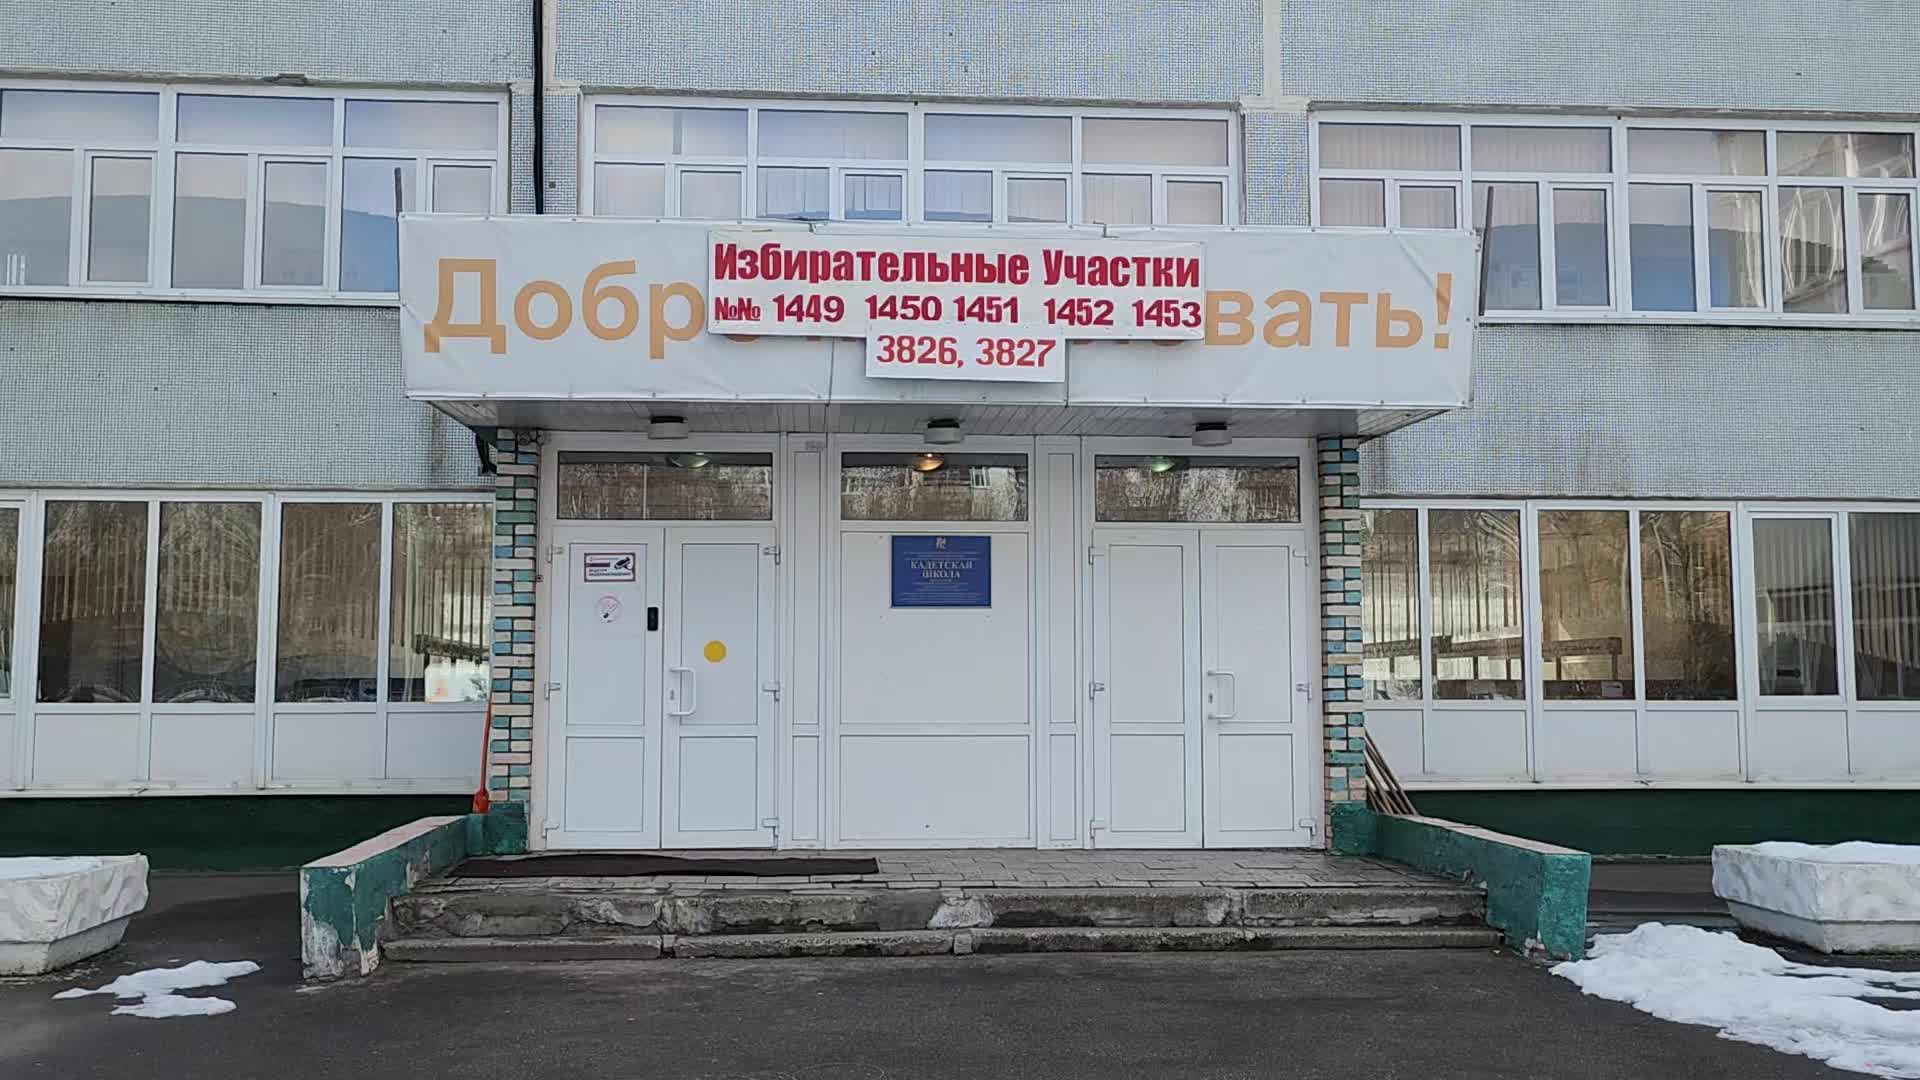 Добр вать!
Избирательные Участки
№№ 1449 1450 1451 1452 1453
3826, 3827
КАДЕТСКАЯ
ШКОЛА